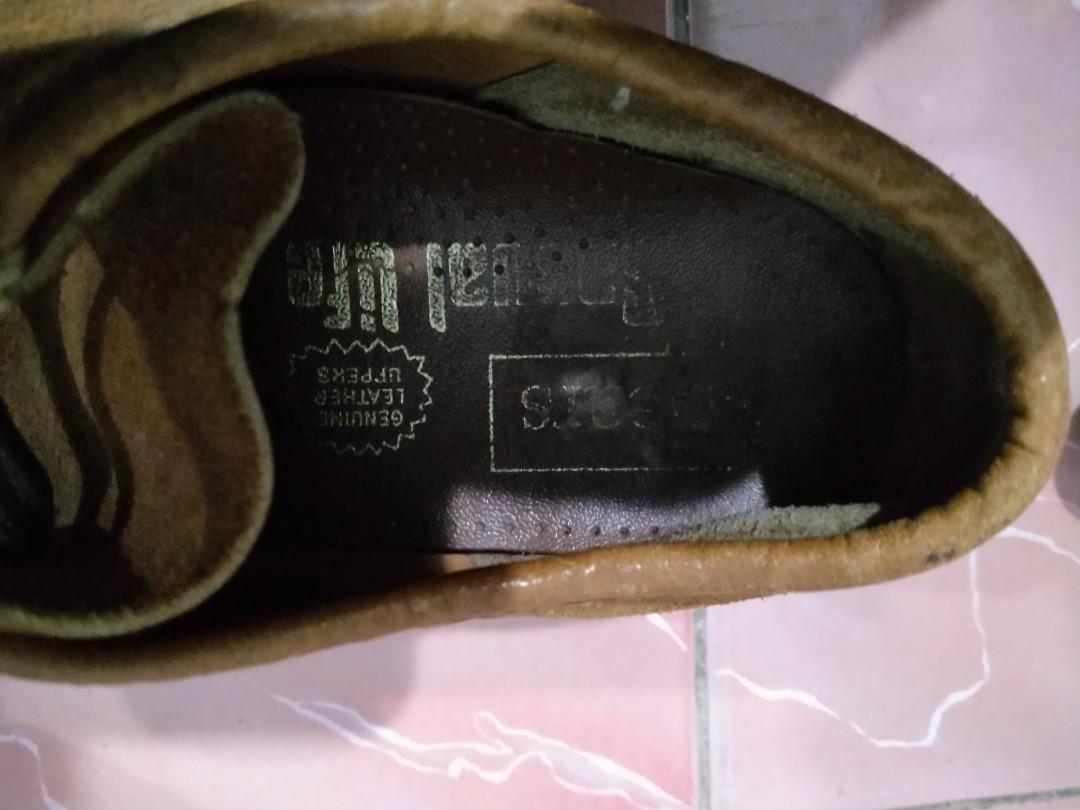 GENUINE
LEATHER
UPPERS
Casual life